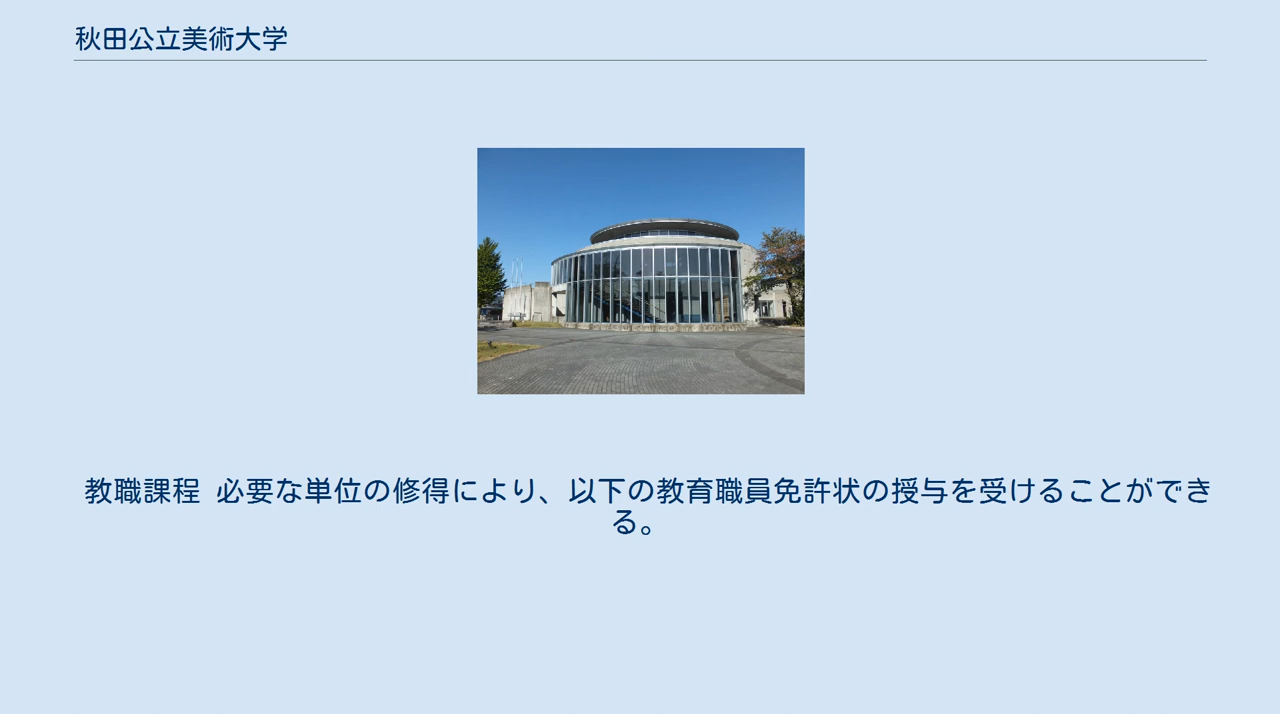 秋田公立美術大学
教職課程 必要な単位の修得により、以下の教育職員免許状の授与を受けることができ
る。